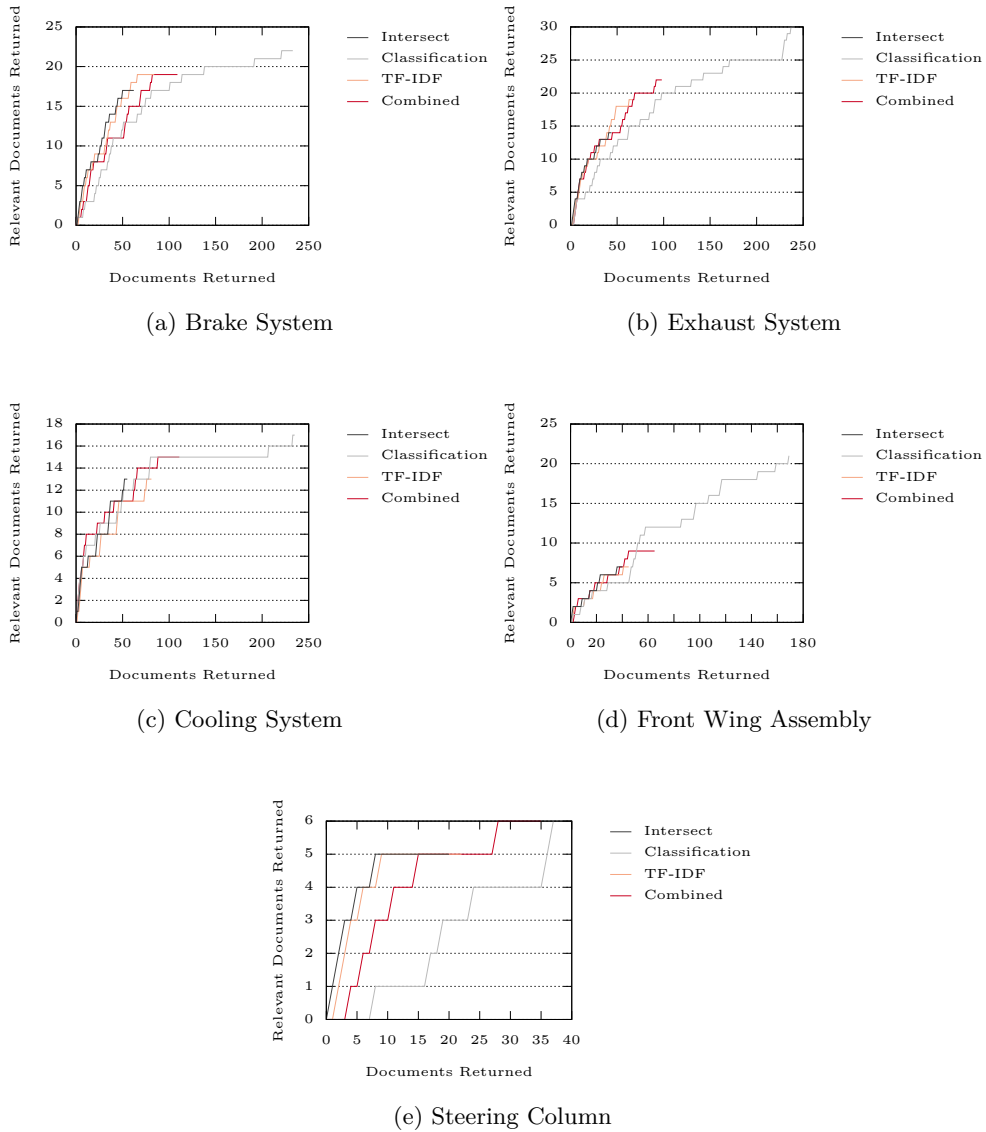 25
20
15
10
5
0
Relevant Documents Returned
0 50 100 150 200 250
Documents Returned
Intersect
Classification
TF-IDF
Combined
(a) Brake System
30
25
20
15
10
5
0
Relevant Documents Returned
0 50 100 150 200 250
Documents Returned
Intersect
Classification
TF-IDF
Combined
(b) Exhaust System
18
16
14
12
10
8
6
4
2
0
Relevant Documents Returned
0 50 100 150 200 250
Documents Returned
Intersect
Classification
TF-IDF
Combined
(c) Cooling System
25
20
15
10
5
0
Relevant Documents Returned
0 20 40 60 80 100 120 140 160 180
Documents Returned
Intersect
Classification
TF-IDF
Combined
(d) Front Wing Assembly
6
5
4
3
2
1
0
Relevant Documents Returned
0 5 10 15 20 25 30 35 40
Documents Returned
Intersect
Classification
TF-IDF
Combined
(e) Steering Column